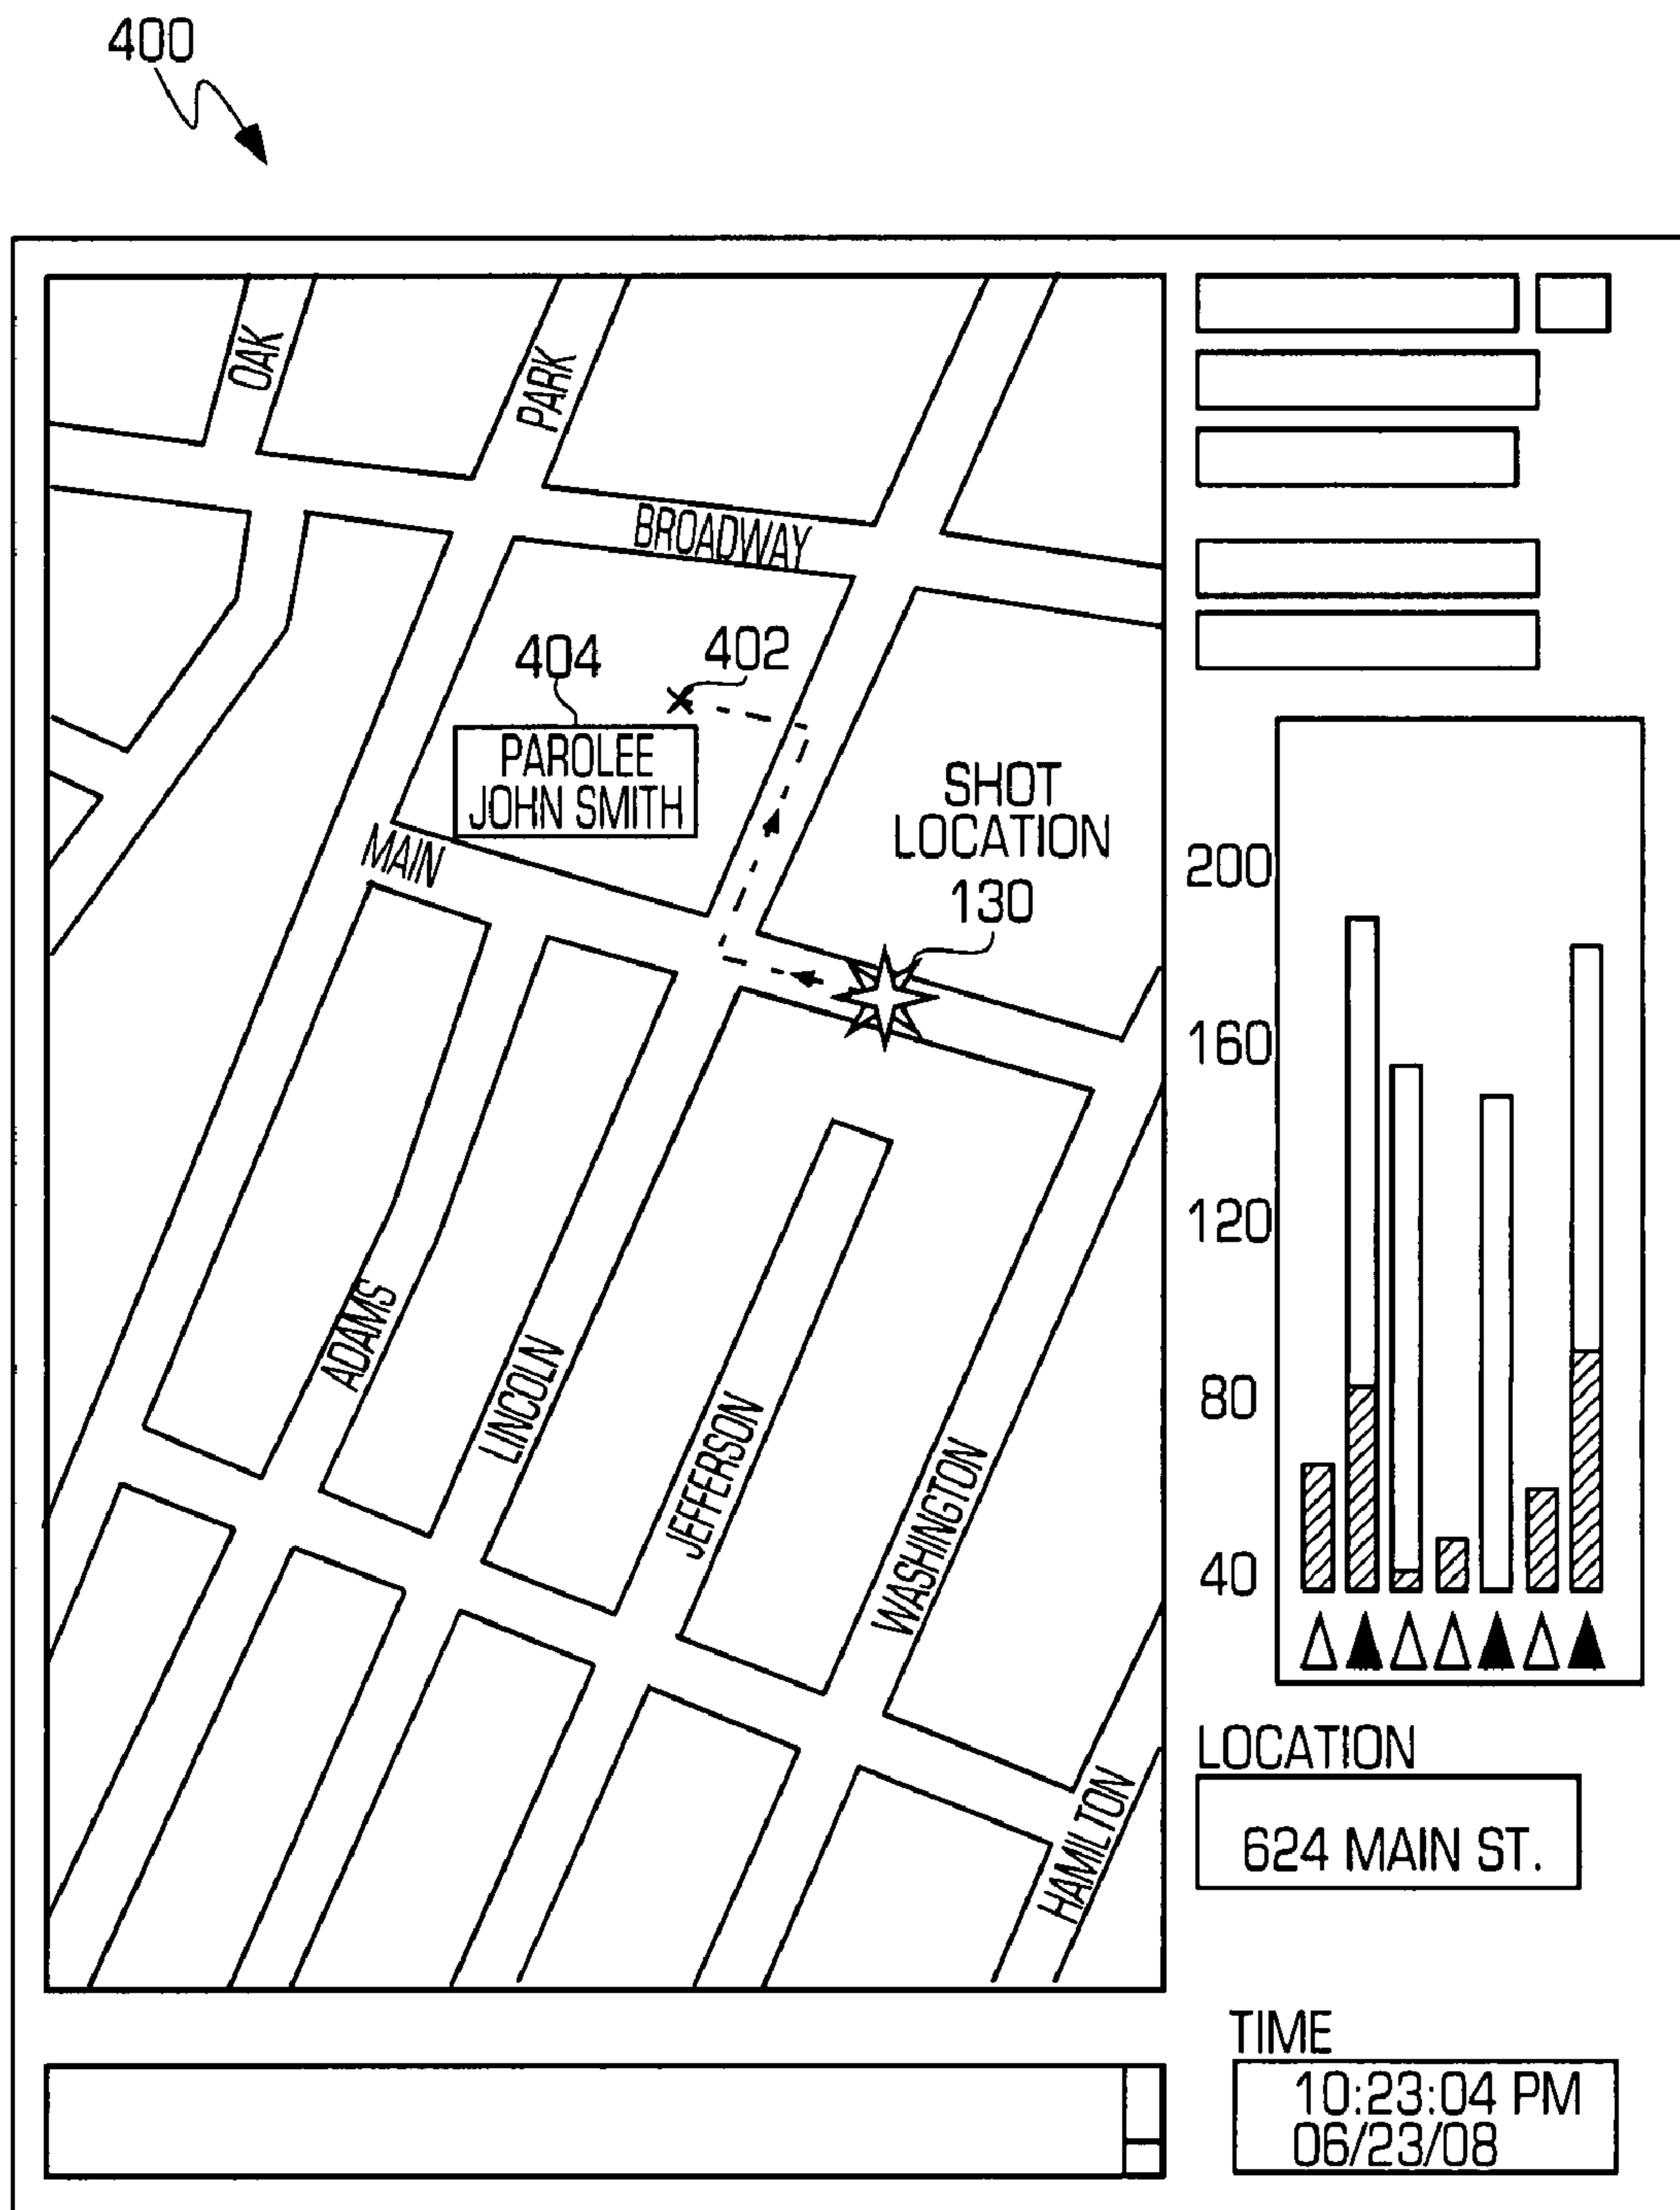 400
OAK
PARK
BROADWAY
404
402
PAROLEE
JOHN SMITH
MAIN
SHOT
LOCATION
130
ADAMS
LINCOLN
JEFFERSON
WASHINGTON
HAMILTON
200
160
120
80
40
LOCATION
624 MAIN ST.
TIME
10:23:04 PM
06/23/08